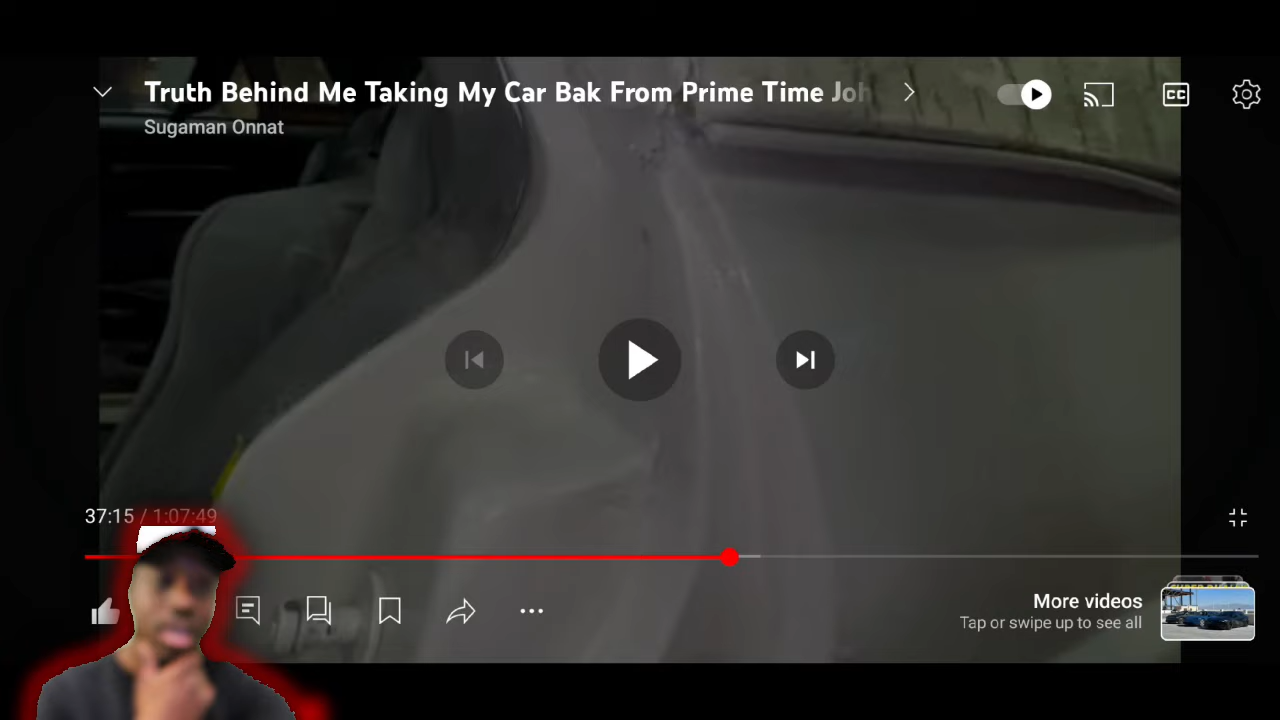 Truth Behind Me Taking My Car Bak From Prime Time Joh
Sugaman Onnat
CC
37:15 / 1:07:49
More videos
Tap or swipe up to see all